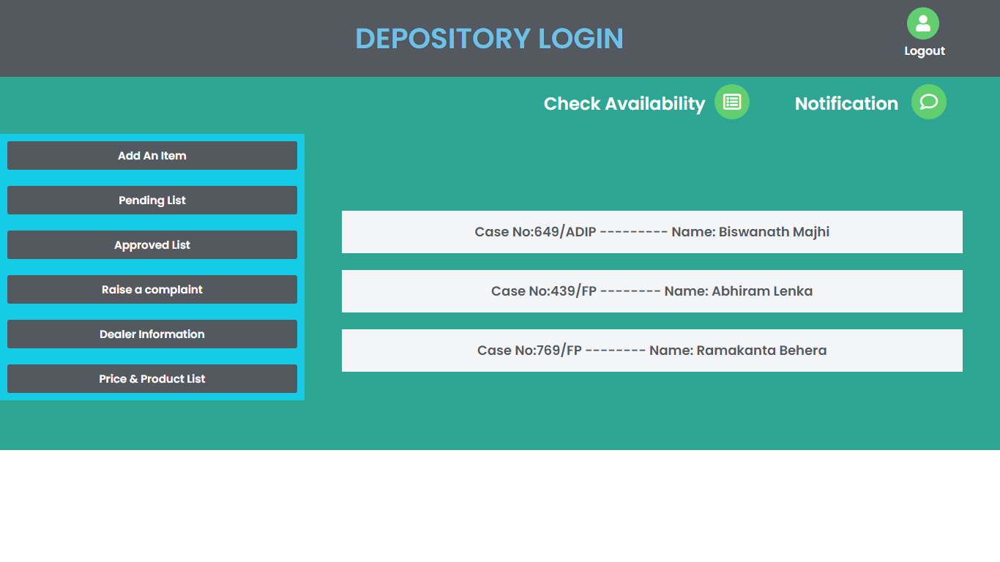 DEPOSITORY LOGIN
Logout
Check Availability
Notification
Add An Item
Pending List
Approved List
Raise a complaint
Dealer Information
Price & Product List
Case No:649/ADIP --------- Name: Biswanath Majhi
Case No:439/FP -------- Name: Abhiram Lenka
Case No:769/FP -------- Name: Ramakanta Behera